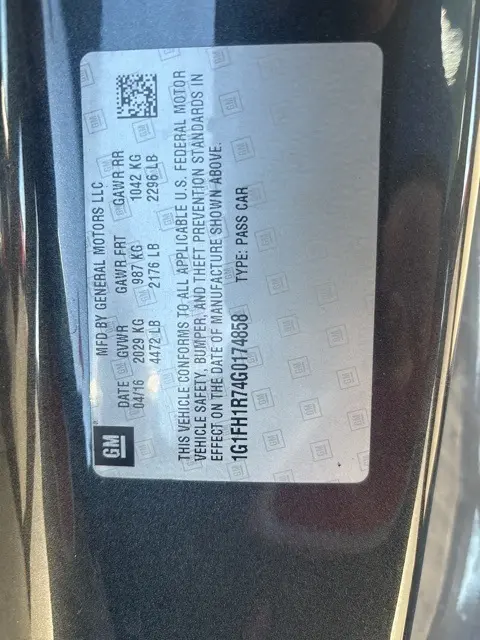 GM
MFD BY GENERAL MOTORS LLC
DATE GVWR GAWR FRT GAWR RR
04/16 2029 KG 987 KG 1042 KG
4472 LB 2176 LB 2296 LB
THIS VEHICLE CONFORMS TO ALL APPLICABLE U.S. FEDERAL MOTOR
VEHICLE SAFETY, BUMPER, AND THEFT PREVENTION STANDARDS IN
EFFECT ON THE DATE OF MANUFACTURE SHOWN ABOVE.
1G1FH1R74G0174858 TYPE: PASS CAR